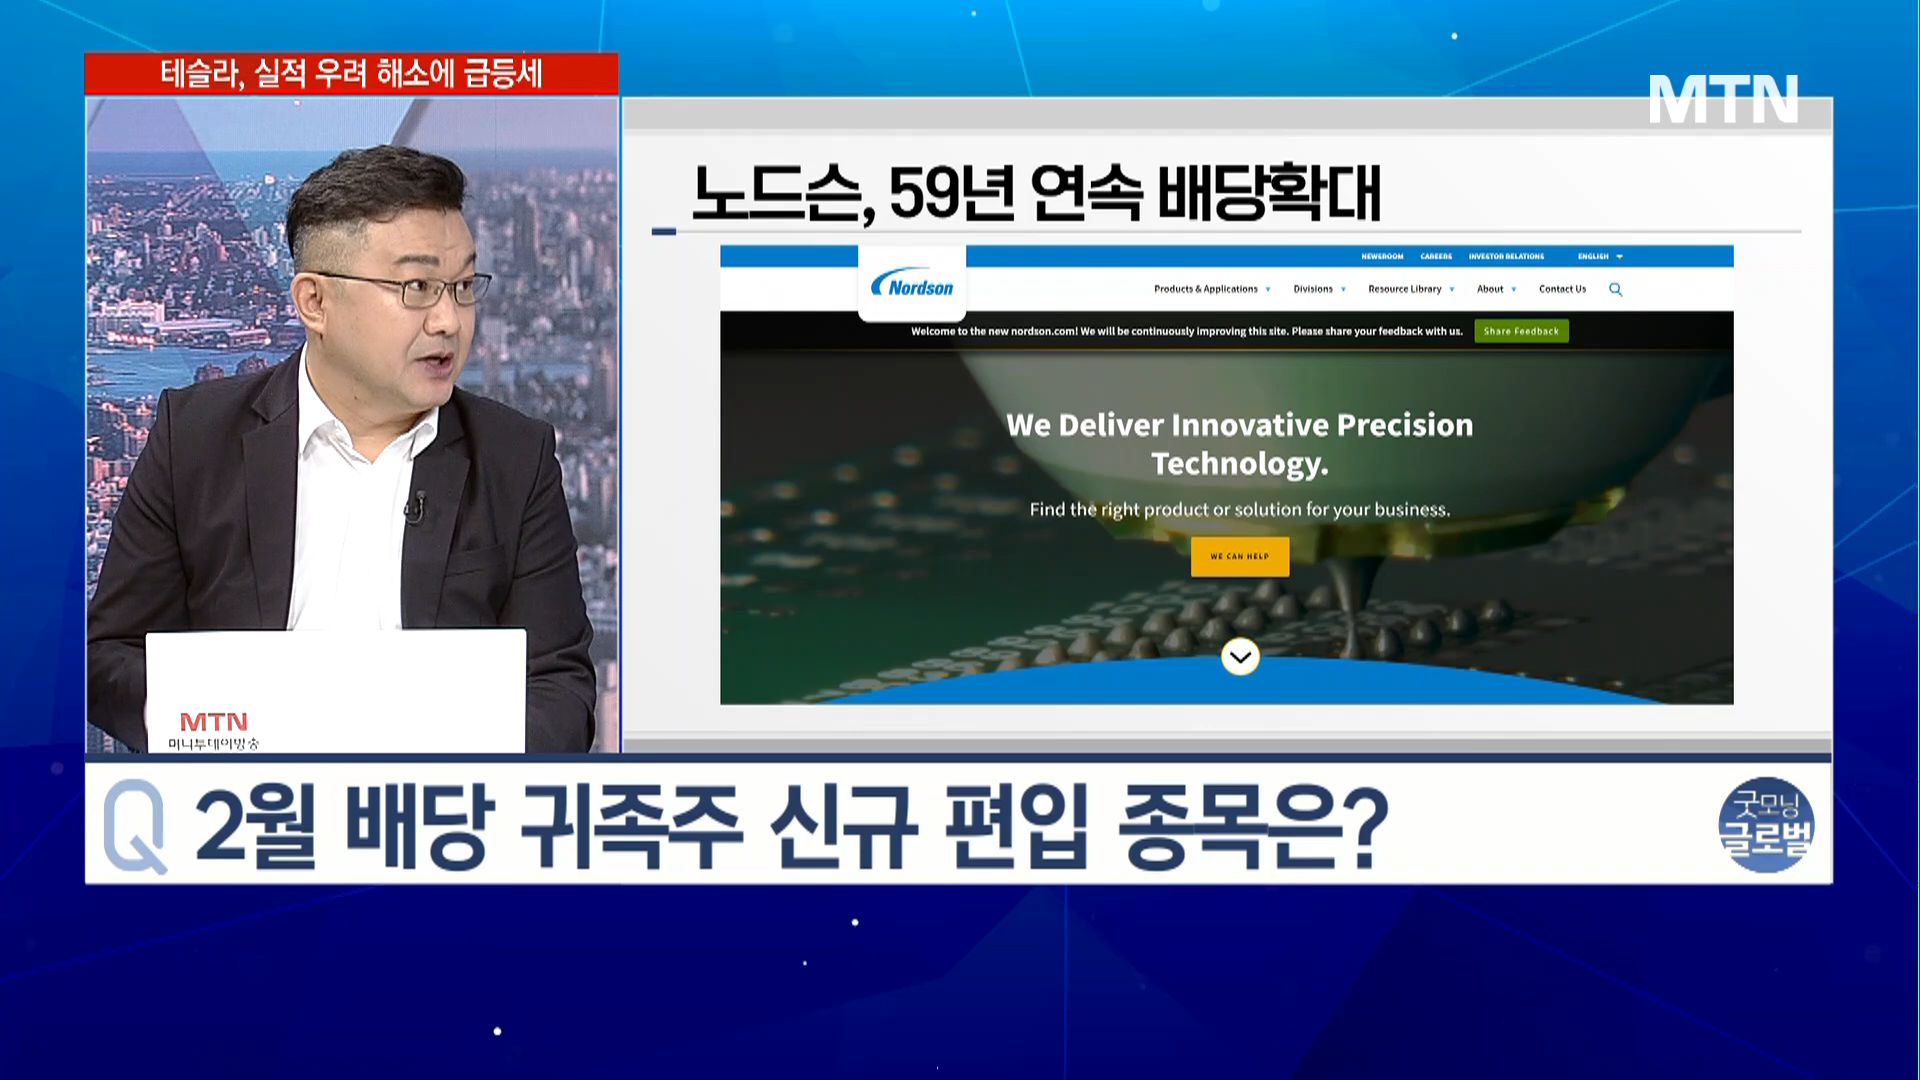 테슬라, 실적 우려 해소에 급등세
MTN
노드슨, 59년 연속 배당확대
NEWSROOM CAREERS INVESTOR RELATIONS ENGLISH
Nordson
Products & Applications Divisions Resource Library About Contact Us
Welcome to the new nordson.com! We will be continuously improving this site. Please share your feedback with us. Share Feedback
We Deliver Innovative Precision
Technology.
Find the right product or solution for your business.
WE CAN HELP
MTN
머니투데이방송
Q 2월 배당 귀족주 신규 편입 종목은?
굿모닝
글로벌